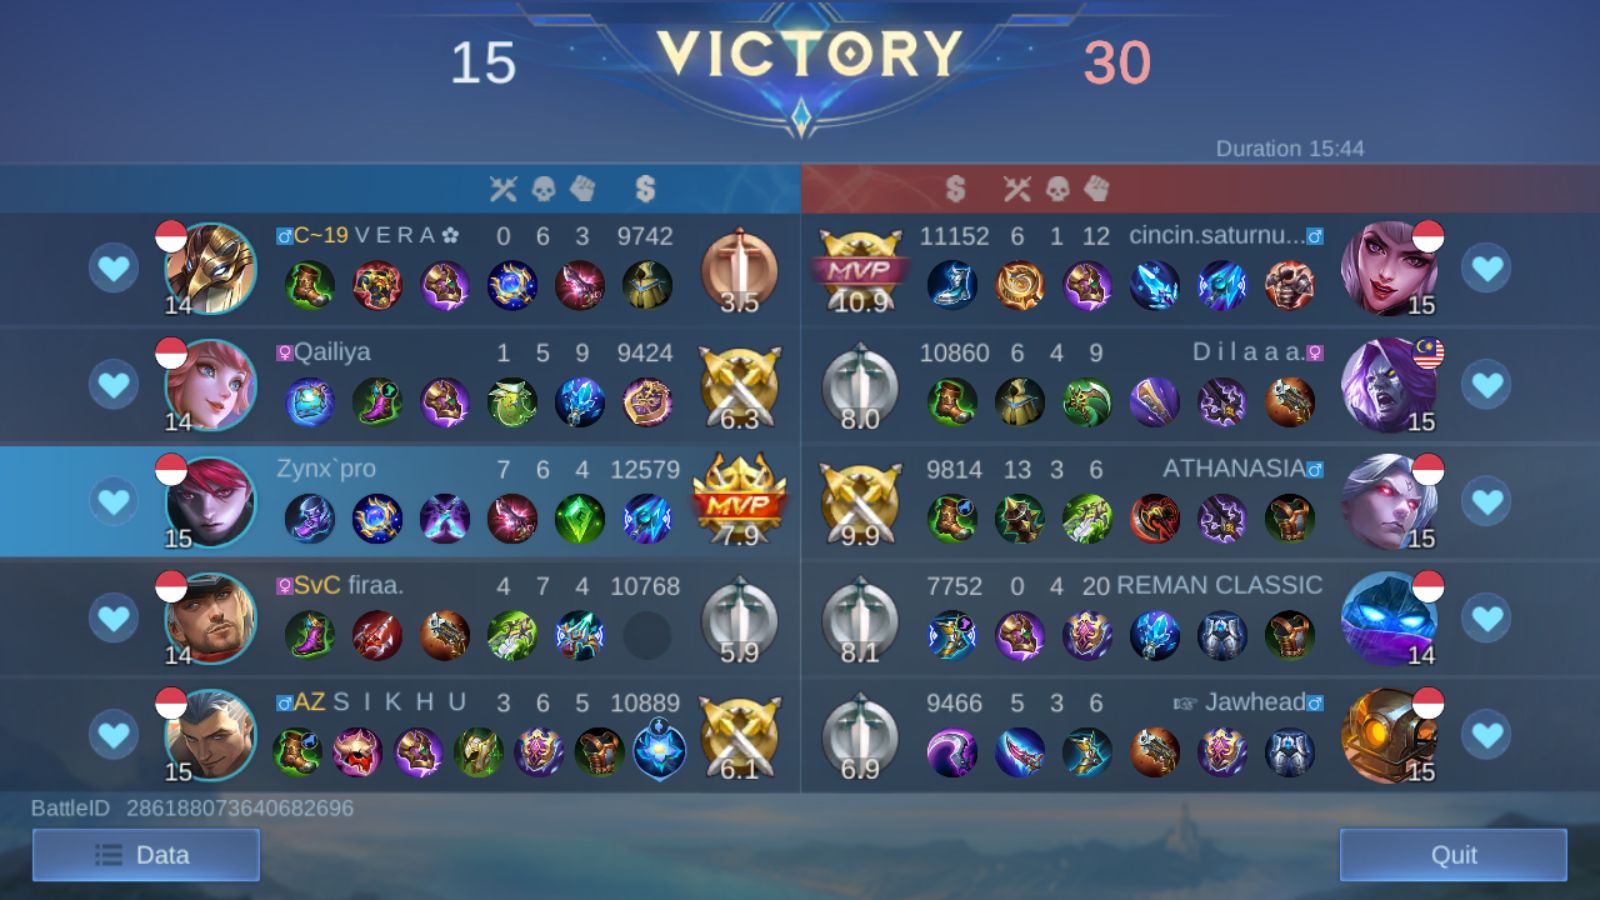 15 VICTORY 30
Duration 15:44
C~19 V E R A✿ 0 6 3 9742 3.5 14
MVP 10.9 11152 6 1 12 cincin.saturnu... 15
Qailiya 1 5 9 9424 6.3 14
8.0 10860 6 4 9 D i l a a a. 15
Zynx`pro 7 6 4 12579 MVP 7.9 15
9.9 9814 13 3 6 ATHANASIA 15
SvC firaa. 4 7 4 10768 5.9 14
8.1 7752 0 4 20 REMAN CLASSIC 14
AZ S I K H U 3 6 5 10889 6.1 15
6.9 9466 5 3 6 ☞ Jawhead 15
BattleID 286188073640682696
Data Quit